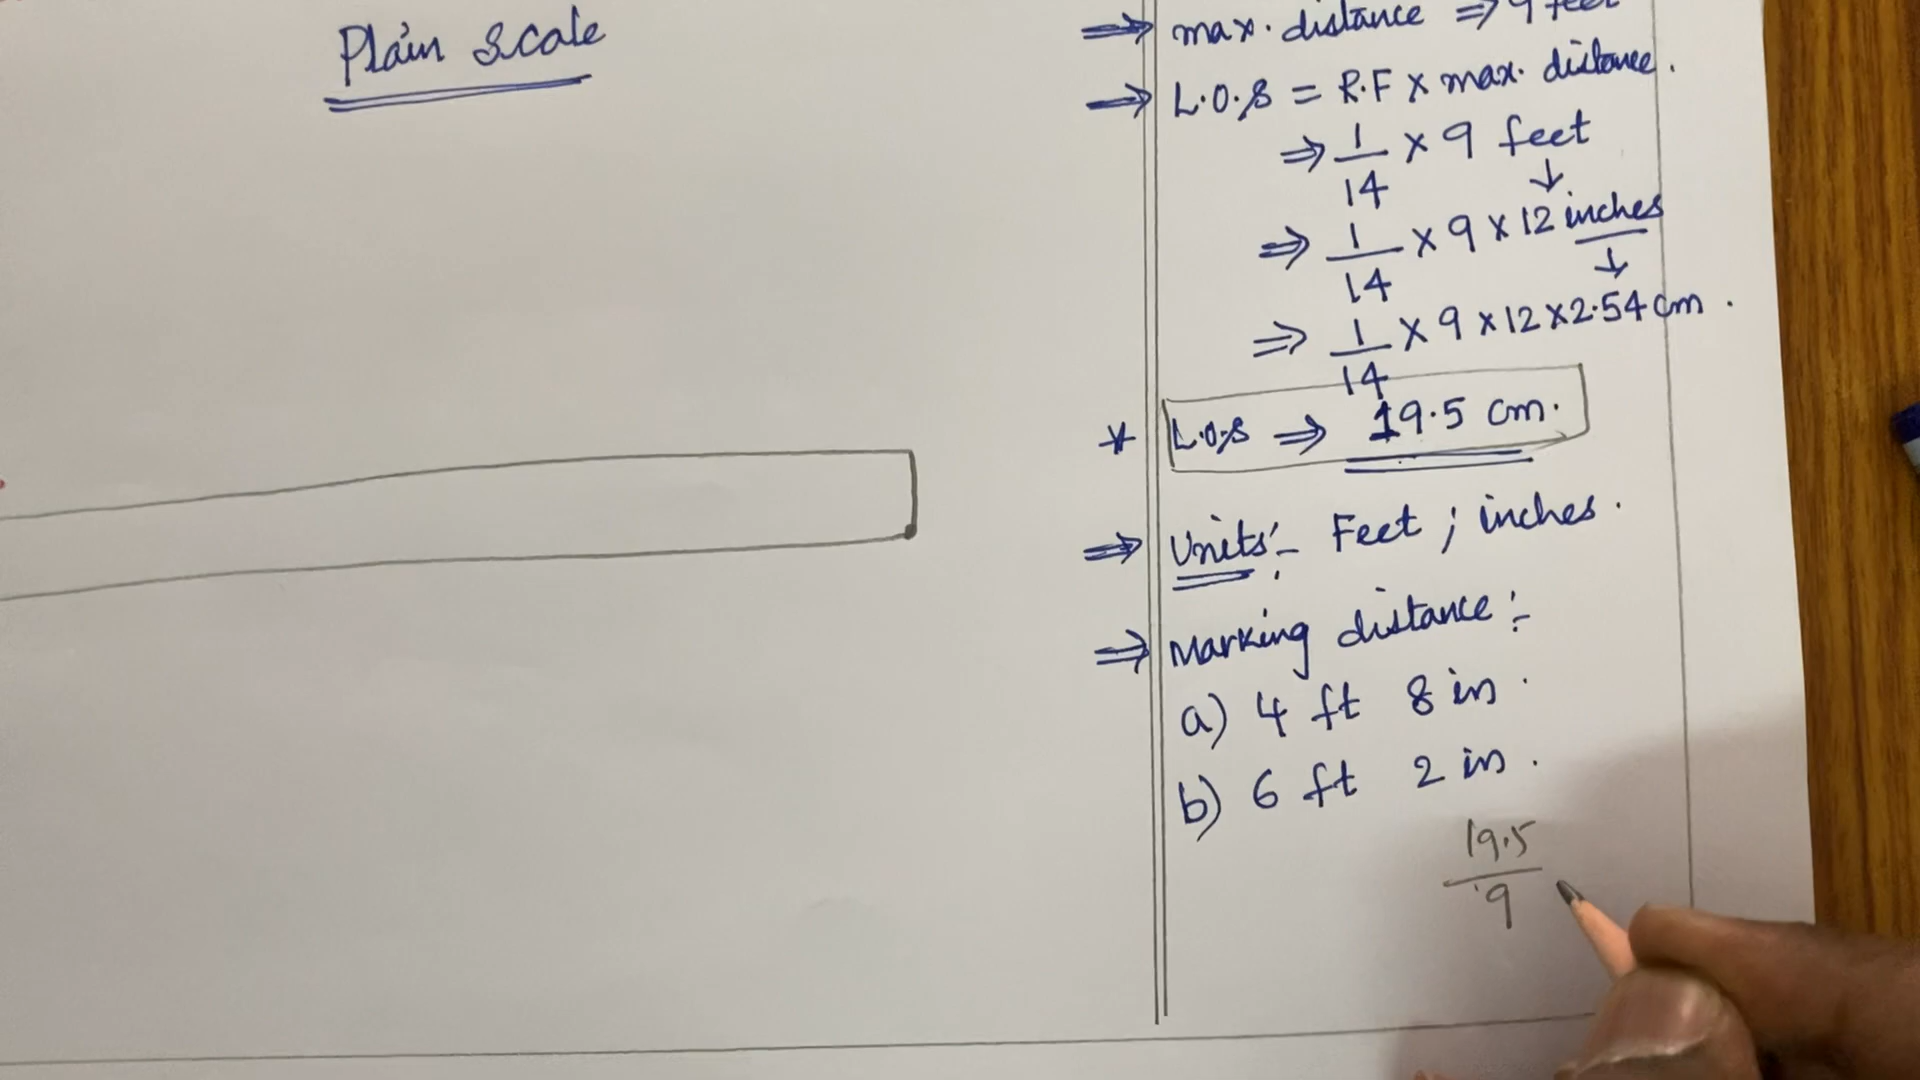 Plain scale
⇒ max. distance ⇒ 9 feet
⇒ L.O.S = R.F × max. distance.
⇒ 1/14 × 9 feet
↓
⇒ 1/14 × 9 × 12 inches
↓
⇒ 1/14 × 9 × 12 × 2.54 cm.
* L.O.S ⇒ 19.5 cm.
⇒ Units:- Feet ; inches.
⇒ Marking distance :-
a) 4 ft 8 in.
b) 6 ft 2 in.
19.5/9